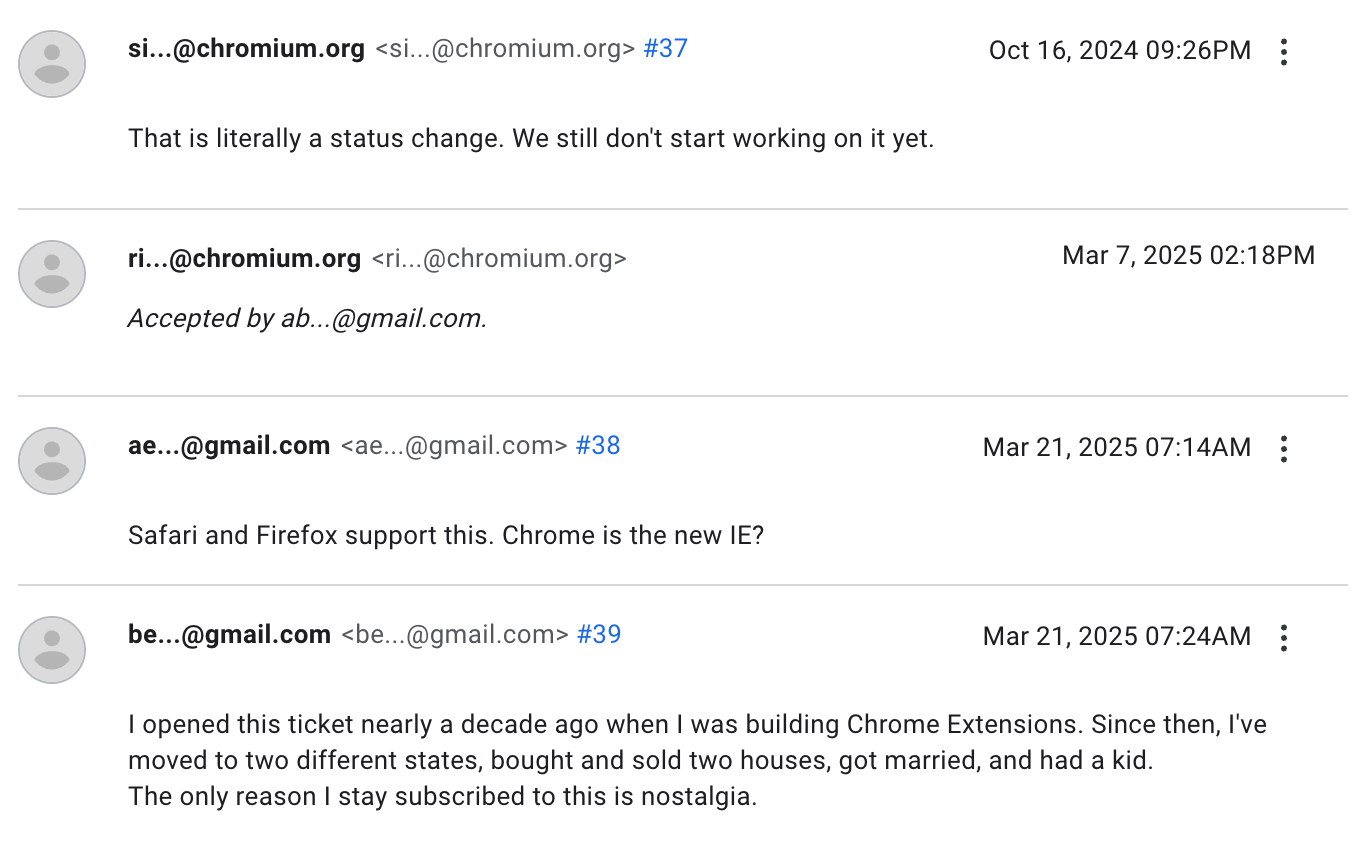 si...@chromium.org <si...@chromium.org> #37 Oct 16, 2024 09:26PM
That is literally a status change. We still don't start working on it yet.
ri...@chromium.org <ri...@chromium.org> Mar 7, 2025 02:18PM
Accepted by ab...@gmail.com.
ae...@gmail.com <ae...@gmail.com> #38 Mar 21, 2025 07:14AM
Safari and Firefox support this. Chrome is the new IE?
be...@gmail.com <be...@gmail.com> #39 Mar 21, 2025 07:24AM
I opened this ticket nearly a decade ago when I was building Chrome Extensions. Since then, I've
moved to two different states, bought and sold two houses, got married, and had a kid.
The only reason I stay subscribed to this is nostalgia.